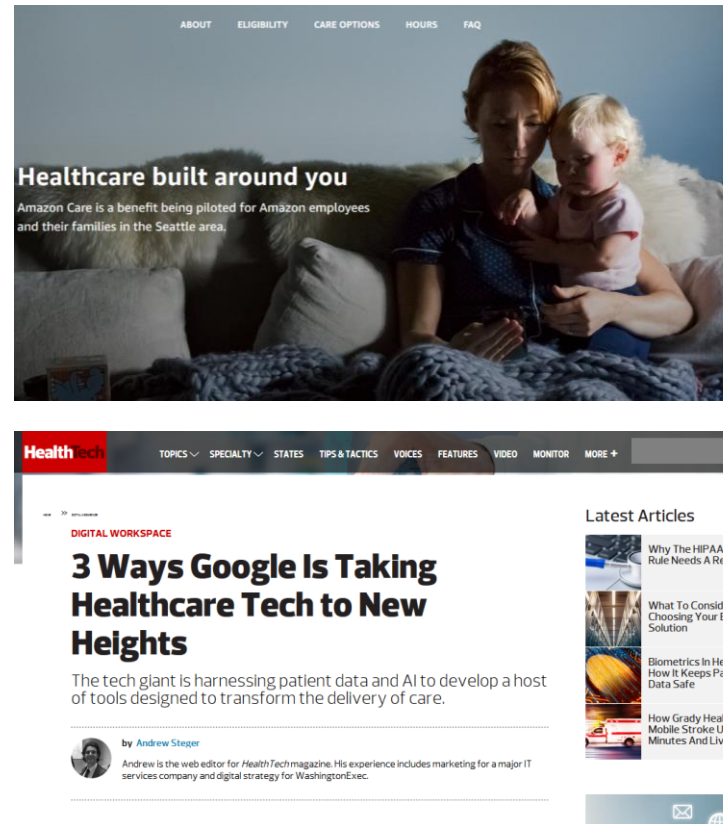 ABOUT ELIGIBILITY CARE OPTIONS HOURS FAQ
Healthcare built around you
Amazon Care is a benefit being piloted for Amazon employees
and their families in the Seattle area.
HealthTech
TOPICS SPECIALTY STATES TIPS & TACTICS VOICES FEATURES VIDEO MONITOR MORE +
DIGITAL WORKSPACE
3 Ways Google Is Taking
Healthcare Tech to New
Heights
The tech giant is harnessing patient data and AI to develop a host
of tools designed to transform the delivery of care.
by Andrew Steger
Andrew is the web editor for HealthTech magazine. His experience includes marketing for a major IT
services company and digital strategy for WashingtonExec.
Latest Articles
Why The HIPAA
Rule Needs A Re
What To Consid
Choosing Your E
Solution
Biometrics In He
How It Keeps Pa
Data Safe
How Grady Heal
Mobile Stroke U
Minutes And Liv